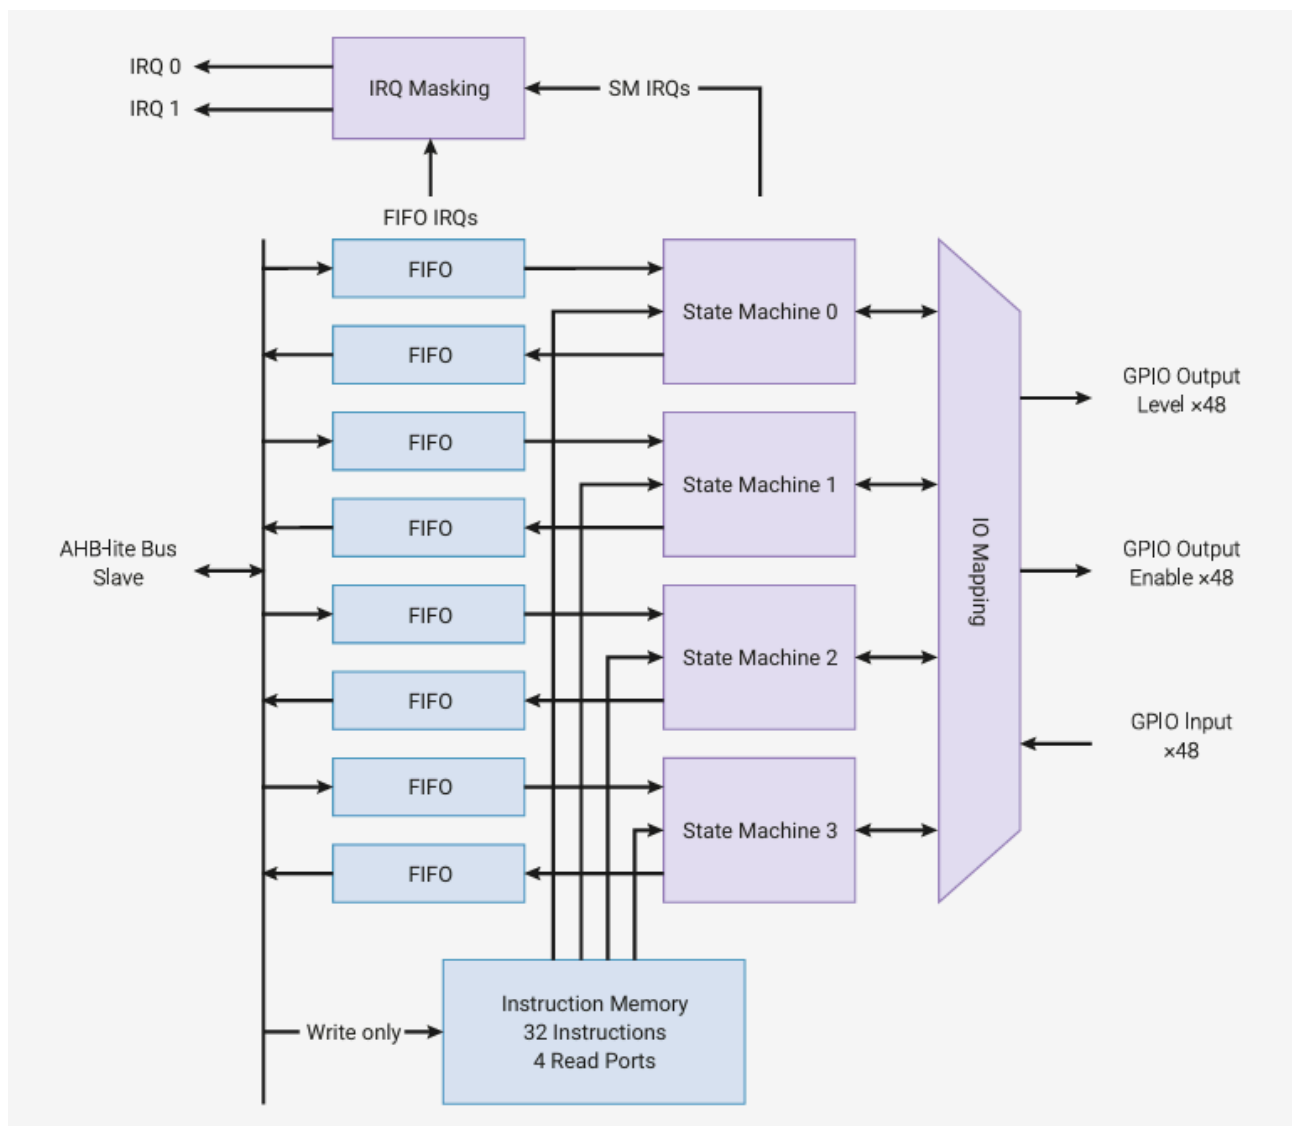 IRQ 0
IRQ 1
IRQ Masking
SM IRQs
FIFO IRQs
FIFO
FIFO
State Machine 0
FIFO
FIFO
State Machine 1
FIFO
FIFO
State Machine 2
FIFO
FIFO
State Machine 3
AHB-lite Bus
Slave
IO Mapping
GPIO Output
Level ×48
GPIO Output
Enable ×48
GPIO Input
×48
Write only
Instruction Memory
32 Instructions
4 Read Ports